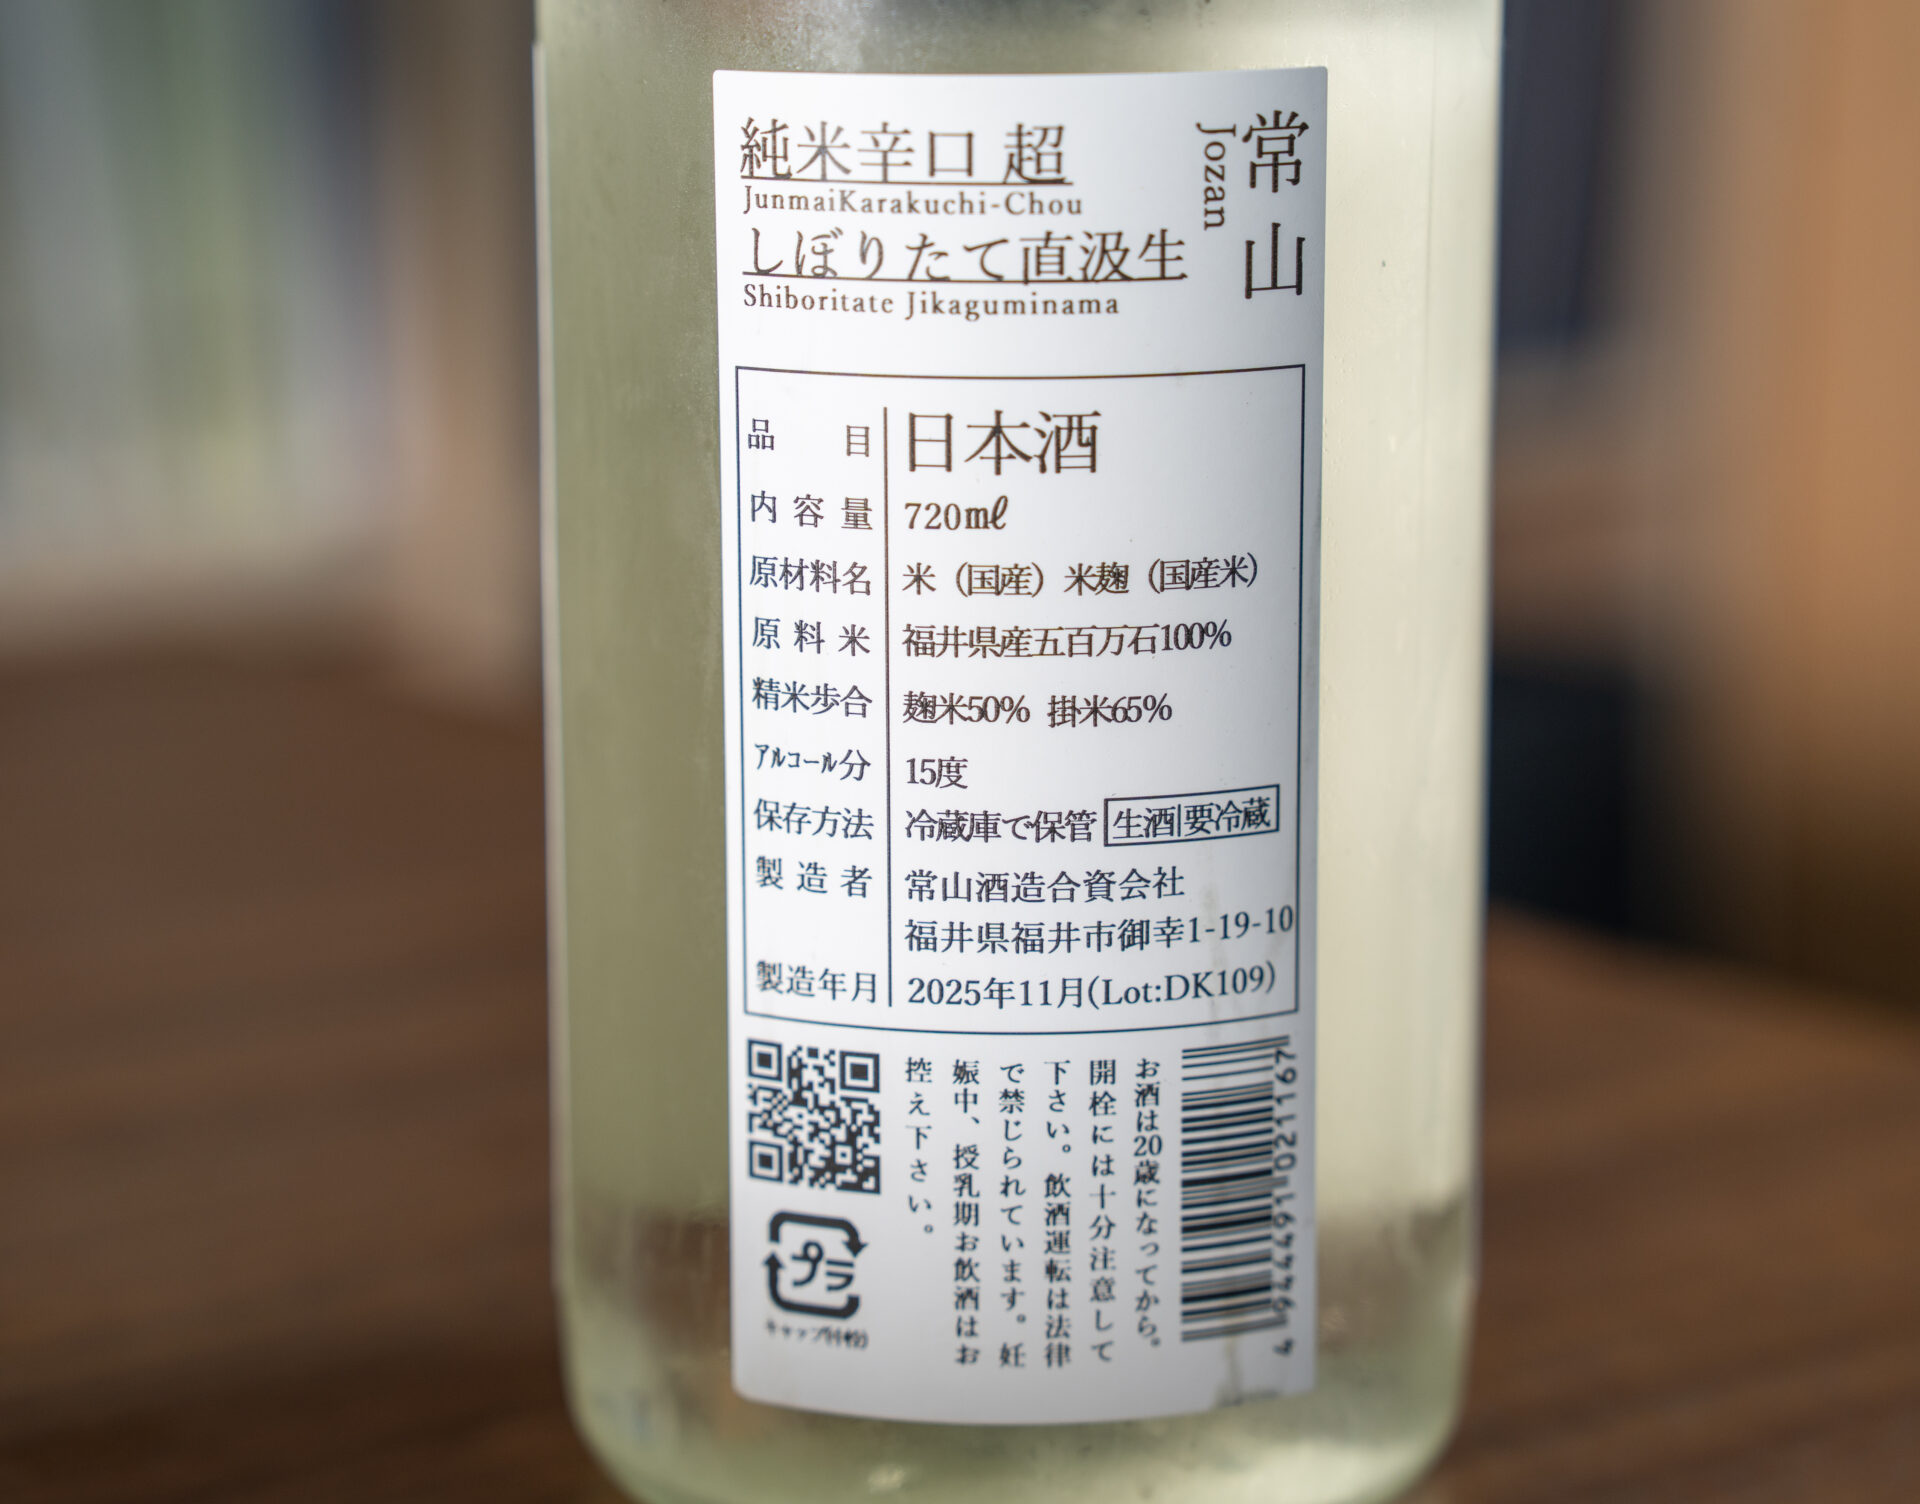 常山
Jozan
純米辛口 超
JunmaiKarakuchi-Chou
しぼりたて直汲生
Shiboritate Jikaguminama
品目 日本酒
内容量 720㎖
原材料名 米（国産）米麹（国産米）
原料米 福井県産五百万石100%
精米歩合 麹米50% 掛米65%
アルコール分 15度
保存方法 冷蔵庫で保管 生酒|要冷蔵
製造者 常山酒造合資会社
福井県福井市御幸1-19-10
製造年月 2025年11月(Lot:DK109)
お酒は20歳になってから。
開栓には十分注意して
下さい。飲酒運転は法律
で禁じられています。妊
娠中、授乳期お飲酒はお
控え下さい。
4 944491 021167
プラ